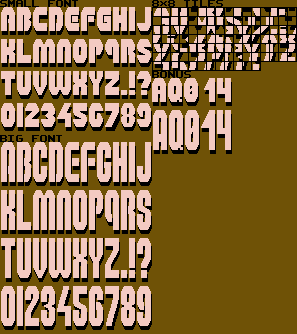 SMALL FONT
ABCDEFGHIJ
KLMNOPQRS
TUVWXYZ.!?
0123456789
BIG FONT
ABCDEFGHIJ
KLMNOPQRS
TUVWXYZ.!?
0123456789
8x8 TILES
BONUS
AQ0 14
AQ014